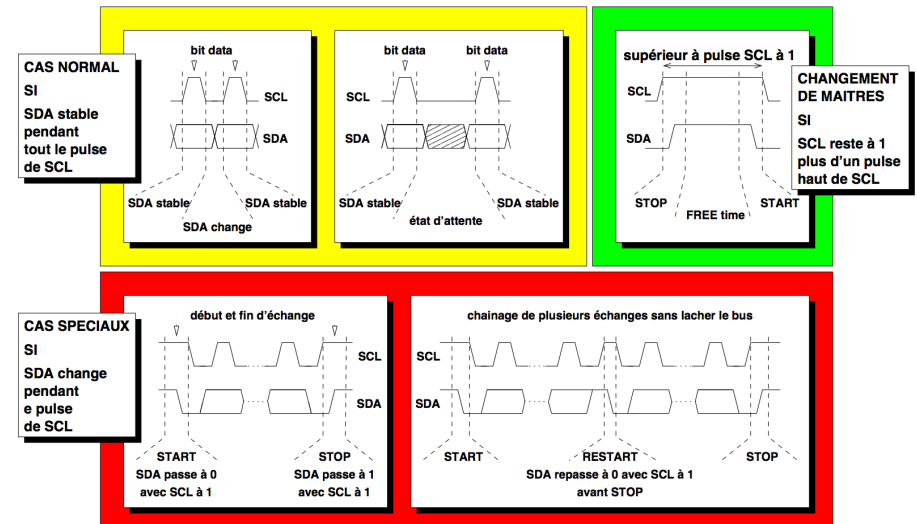 CAS NORMAL
SI
SDA stable
pendant
tout le pulse
de SCL
bit data
SCL
SDA
SDA stable
SDA stable
SDA change
bit data
bit data
SCL
SDA
SDA stable
SDA stable
état d'attente
supérieur à pulse SCL à 1
SCL
SDA
STOP
START
FREE time
CHANGEMENT
DE MAITRES
SI
SCL reste à 1
plus d'un pulse
haut de SCL
CAS SPECIAUX
SI
SDA change
pendant
e pulse
de SCL
début et fin d'échange
SCL
SDA
START
STOP
SDA passe à 0
SDA passe à 1
avec SCL à 1
avec SCL à 1
chainage de plusieurs échanges sans lacher le bus
SCL
SDA
START
RESTART
STOP
SDA repasse à 0 avec SCL à 1
avant STOP